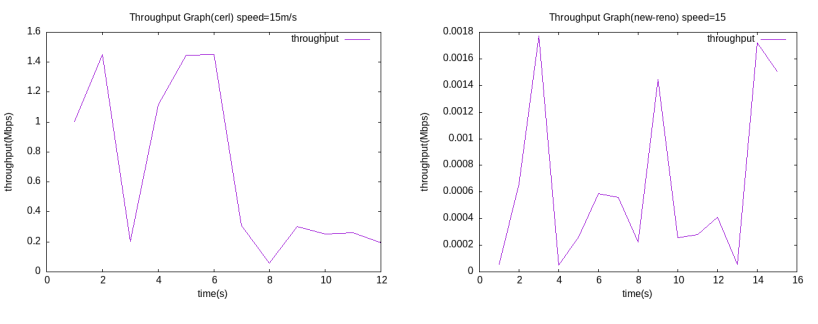 Throughput Graph(cerl) speed=15m/s
throughput
throughput(Mbps)
1.6
1.4
1.2
1
0.8
0.6
0.4
0.2
0
0 2 4 6 8 10 12
time(s)
Throughput Graph(new-reno) speed=15
throughput
throughput(Mbps)
0.0018
0.0016
0.0014
0.0012
0.001
0.0008
0.0006
0.0004
0.0002
0
0 2 4 6 8 10 12 14 16
time(s)